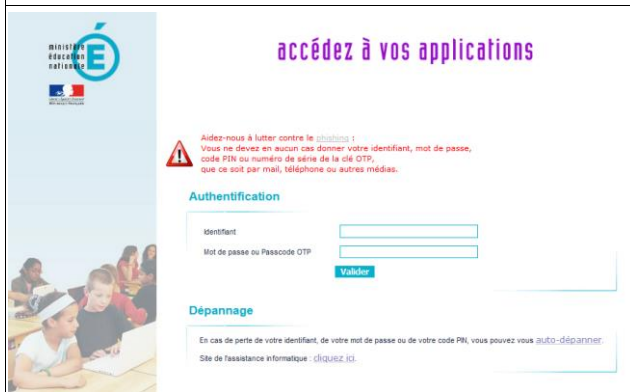 ministère
éducation
nationale
accédez à vos applications
Aidez-nous à lutter contre le phishing :
Vous ne devez en aucun cas donner votre identifiant, mot de passe,
code PIN ou numéro de série de la clé OTP,
que ce soit par mail, téléphone ou autres médias.
Authentification
Identifiant
Mot de passe ou Passcode OTP
Valider
Dépannage
En cas de perte de votre identifiant, de votre mot de passe ou de votre code PIN, vous pouvez vous auto-dépanner.
Site de l'assistance informatique : cliquez ici.